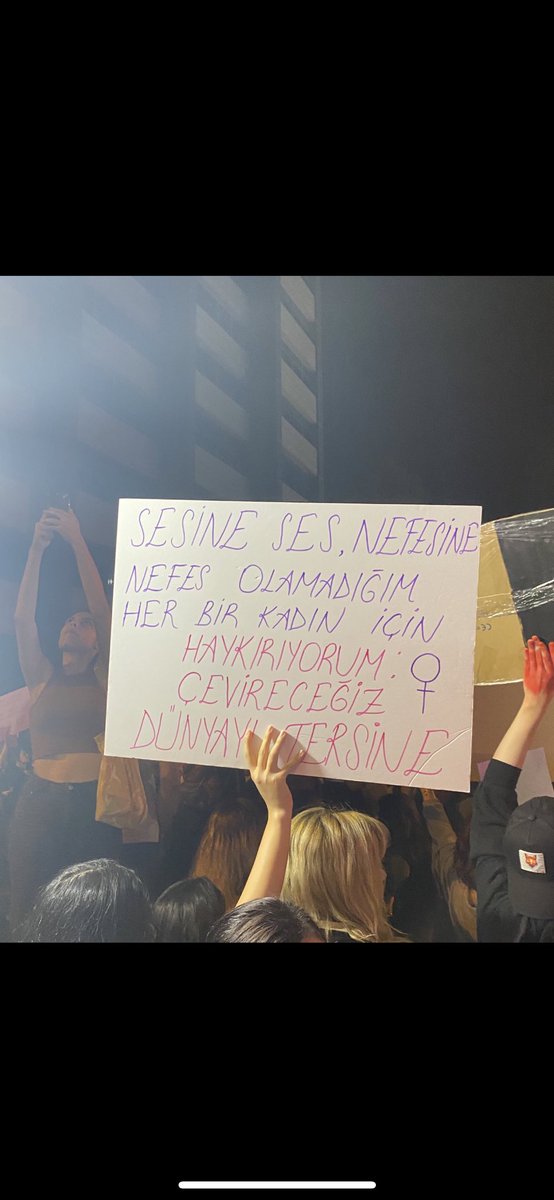 SESİNE SES, NEFESİNE
NEFES OLAMADIĞIM
HER BİR KADIN İÇİN
HAYKIRIYORUM:
ÇEVİRECEĞİZ
DÜNYAYI TERSİNE